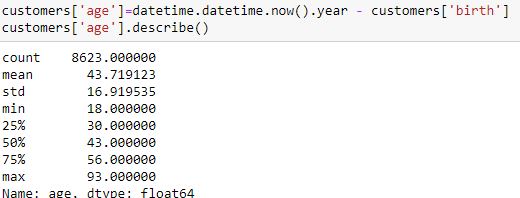 customers['age']=datetime.datetime.now().year - customers['birth']
customers['age'].describe()
count    8623.000000
mean       43.719123
std        16.919535
min        18.000000
25%        30.000000
50%        43.000000
75%        56.000000
max        93.000000
Name: age, dtype: float64